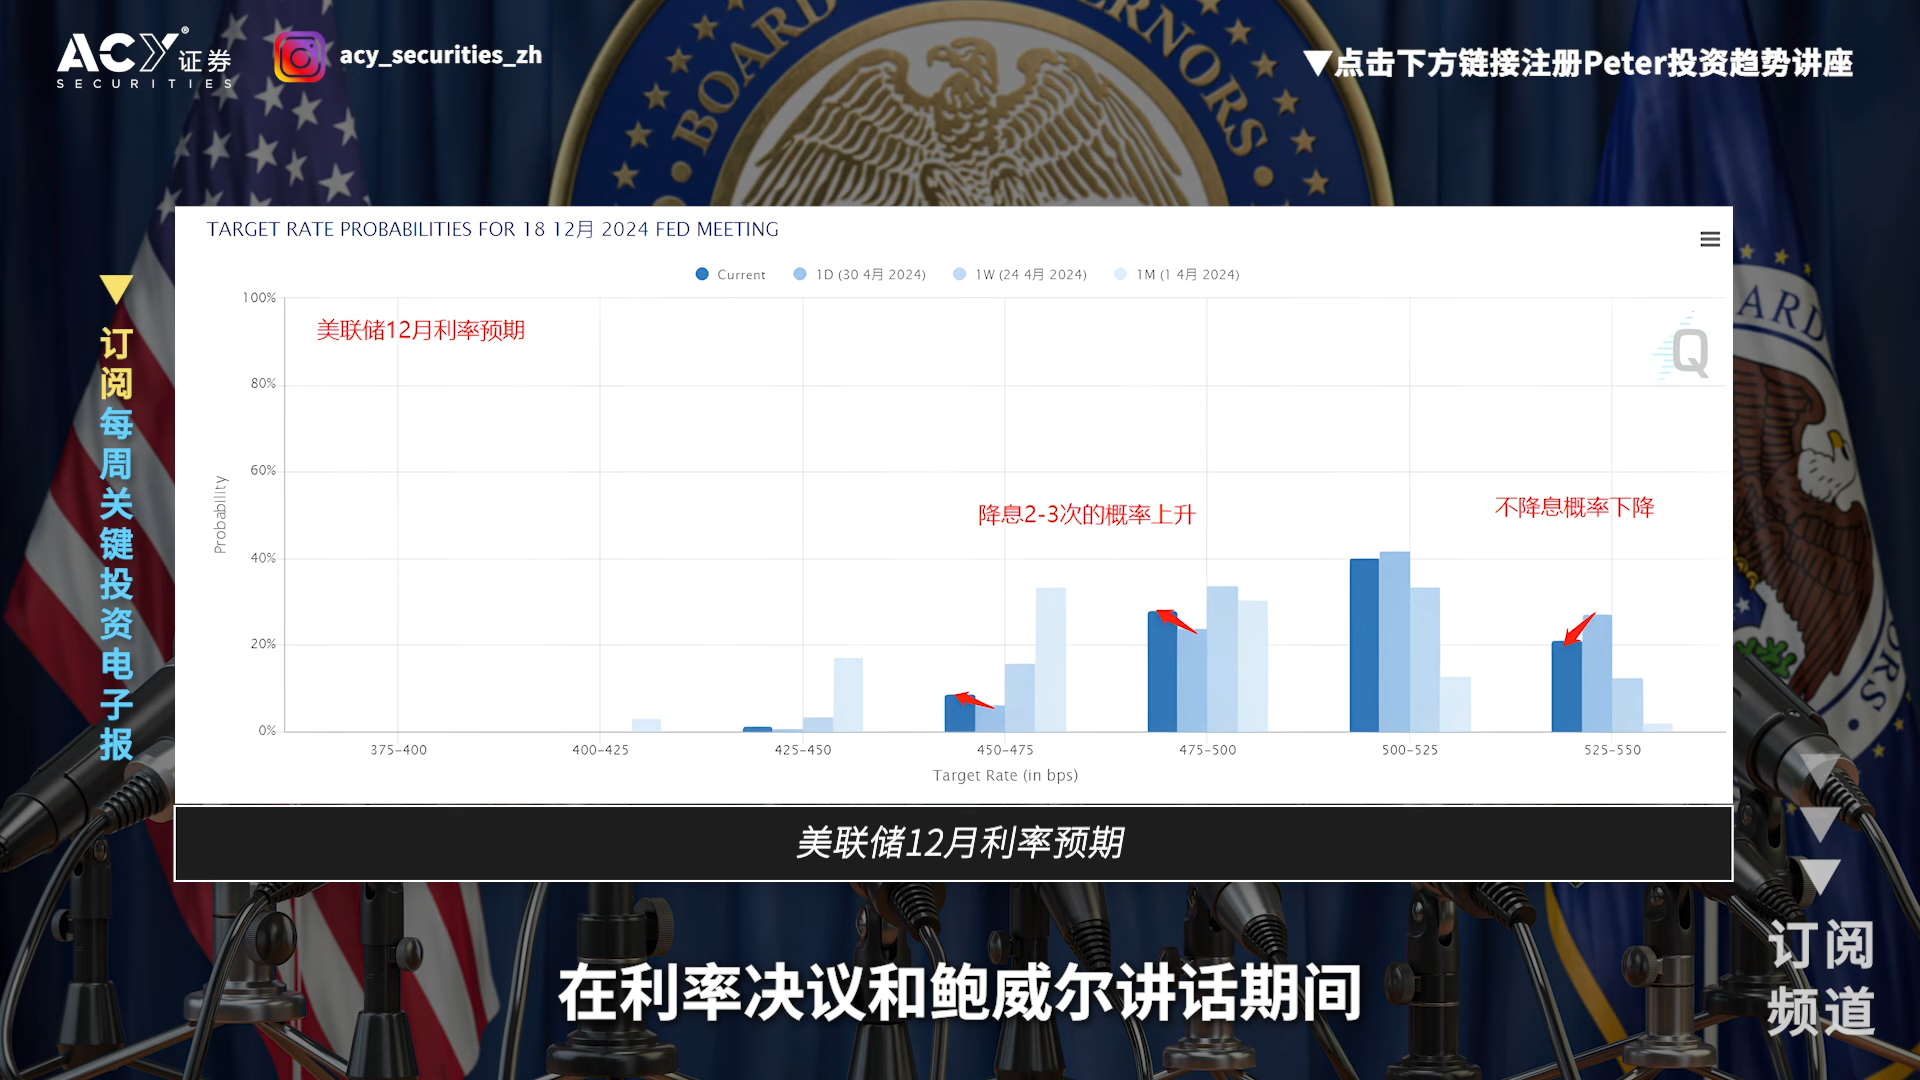 ACY®证券
SECURITIES
acy_securities_zh
▼点击下方链接注册Peter投资趋势讲座
BOARD
GOVERNORS
TARGET RATE PROBABILITIES FOR 18 12月 2024 FED MEETING
Current
1D (30 4月 2024)
1W (24 4月 2024)
1M (1 4月 2024)
美联储12月利率预期
Q
降息2-3次的概率上升
不降息概率下降
Probability
100%
80%
60%
40%
20%
0%
375-400
400-425
425-450
450-475
475-500
500-525
525-550
Target Rate (in bps)
订阅每周关键投资电子报
美联储12月利率预期
在利率决议和鲍威尔讲话期间
订阅
频道